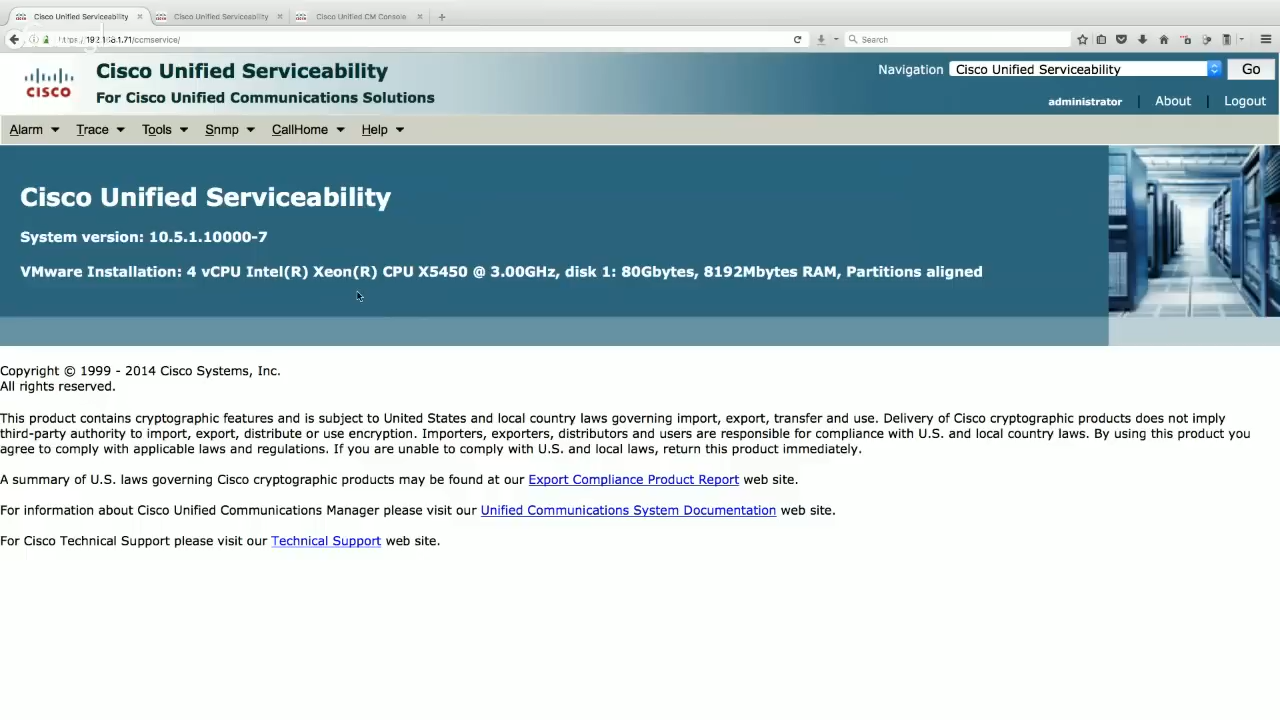 Cisco Unified Serviceability
Cisco Unified Serviceability
Cisco Unified CM Console
.71/ccmservice/
Search
CISCO
Cisco Unified Serviceability
For Cisco Unified Communications Solutions
Navigation
Cisco Unified Serviceability
Go
administrator | About | Logout
Alarm Trace Tools Snmp CallHome Help
Cisco Unified Serviceability
System version: 10.5.1.10000-7
VMware Installation: 4 vCPU Intel(R) Xeon(R) CPU X5450 @ 3.00GHz, disk 1: 80Gbytes, 8192Mbytes RAM, Partitions aligned
Copyright © 1999 - 2014 Cisco Systems, Inc.
All rights reserved.
This product contains cryptographic features and is subject to United States and local country laws governing import, export, transfer and use. Delivery of Cisco cryptographic products does not imply
third-party authority to import, export, distribute or use encryption. Importers, exporters, distributors and users are responsible for compliance with U.S. and local country laws. By using this product you
agree to comply with applicable laws and regulations. If you are unable to comply with U.S. and local laws, return this product immediately.
A summary of U.S. laws governing Cisco cryptographic products may be found at our Export Compliance Product Report web site.
For information about Cisco Unified Communications Manager please visit our Unified Communications System Documentation web site.
For Cisco Technical Support please visit our Technical Support web site.